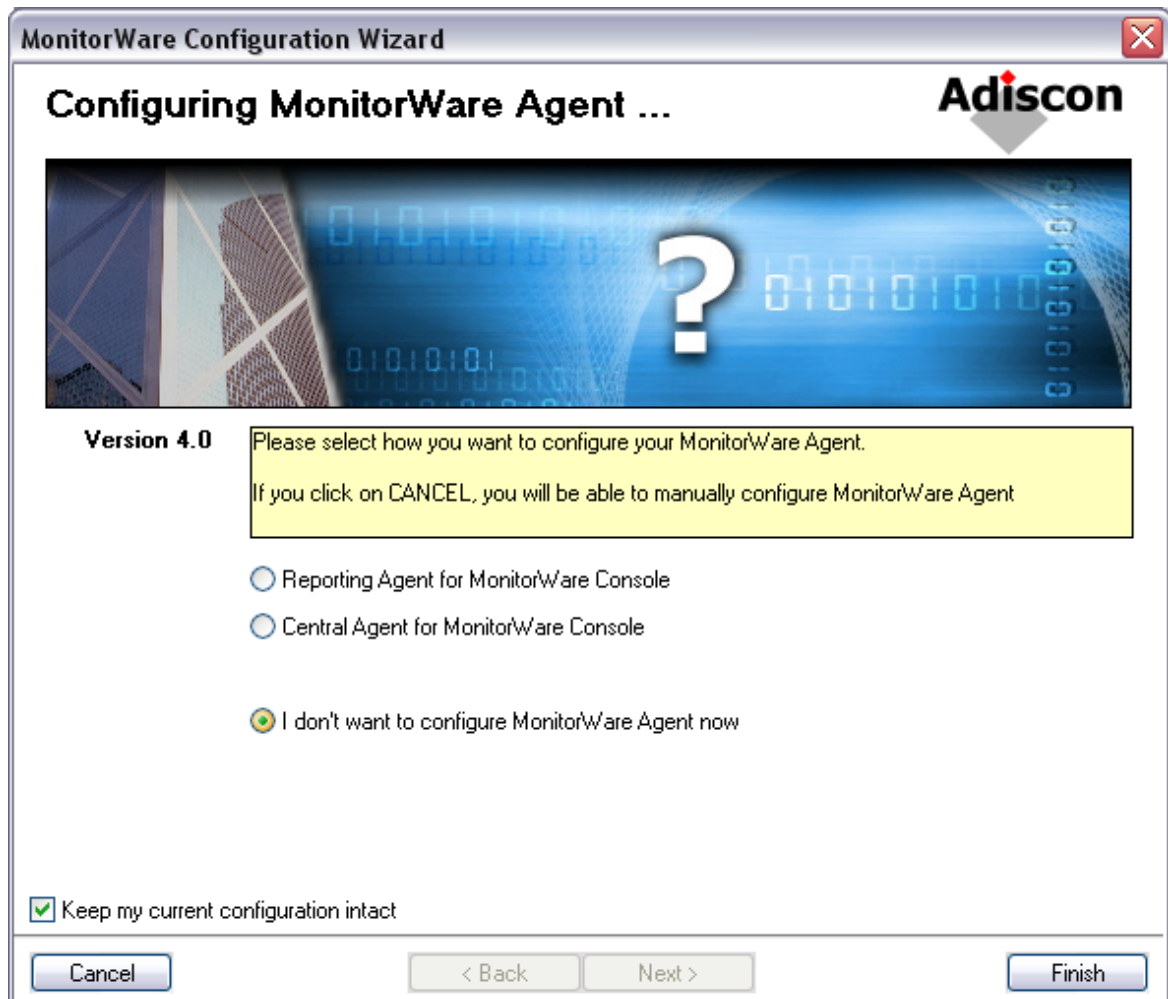 MonitorWare Configuration Wizard
Configuring MonitorWare Agent ...
Adiscon
01010101010
?
01010101010
01010101
Version 4.0
Please select how you want to configure your MonitorWare Agent.
If you click on CANCEL, you will be able to manually configure MonitorWare Agent
Reporting Agent for MonitorWare Console
Central Agent for MonitorWare Console
I don't want to configure MonitorWare Agent now
Keep my current configuration intact
Cancel
< Back
Next >
Finish